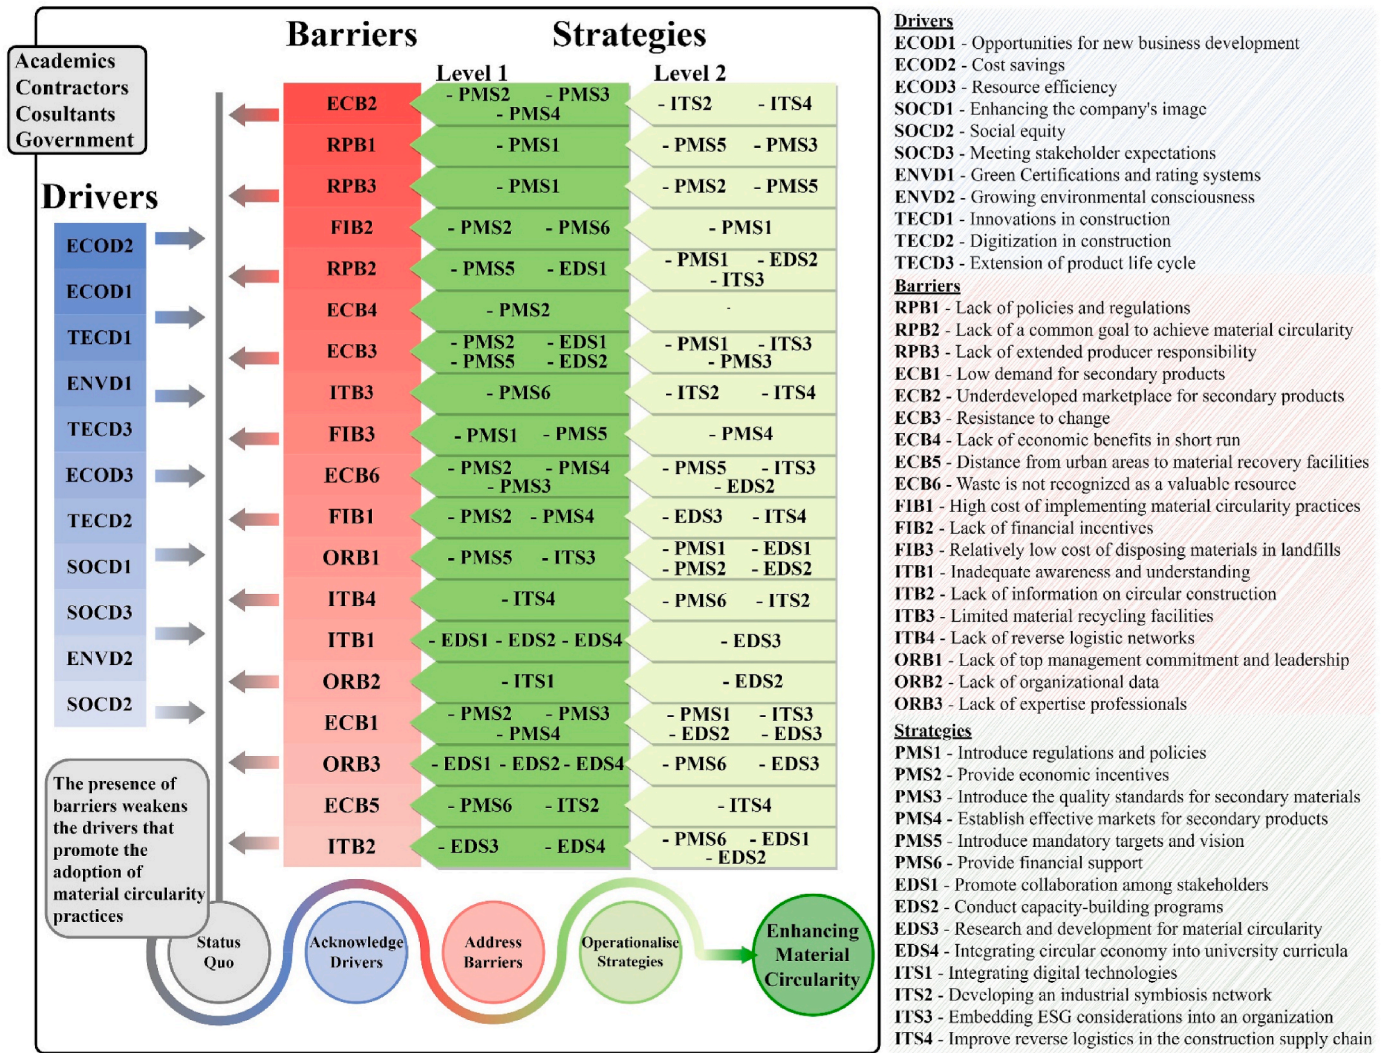 Barriers Strategies
Academics
Contractors
Cosultants
Government
Level 1 Level 2
Drivers
ECOD2
ECOD1
TECD1
ENVD1
TECD3
ECOD3
TECD2
SOCD1
SOCD3
ENVD2
SOCD2
ECB2 - PMS2 - PMS3 - ITS2 - ITS4
- PMS4
RPB1 - PMS1 - PMS5 - PMS3
RPB3 - PMS1 - PMS2 - PMS5
FIB2 - PMS2 - PMS6 - PMS1
RPB2 - PMS5 - EDS1 - PMS1 - EDS2
- ITS3
ECB4 - PMS2 -
ECB3 - PMS2 - EDS1 - PMS1 - ITS3
- PMS5 - EDS2 - PMS3
ITB3 - PMS6 - ITS2 - ITS4
FIB3 - PMS1 - PMS5 - PMS4
ECB6 - PMS2 - PMS4 - PMS5 - ITS3
- PMS3 - EDS2
FIB1 - PMS2 - PMS4 - EDS3 - ITS4
ORB1 - PMS5 - ITS3 - PMS1 - EDS1
- PMS2 - EDS2
ITB4 - ITS4 - PMS6 - ITS2
ITB1 - EDS1 - EDS2 - EDS4 - EDS3
ORB2 - ITS1 - EDS2
ECB1 - PMS2 - PMS3 - PMS1 - ITS3
- PMS4 - EDS2 - EDS3
ORB3 - EDS1 - EDS2 - EDS4 - PMS6 - EDS3
ECB5 - PMS6 - ITS2 - ITS4
ITB2 - EDS3 - EDS4 - PMS6 - EDS1
- EDS2
The presence of
barriers weakens
the drivers that
promote the
adoption of
material circularity
practices
Status
Quo
Acknowledge
Drivers
Address
Barriers
Operationalise
Strategies
Enhancing
Material
Circularity
Drivers
ECOD1 - Opportunities for new business development
ECOD2 - Cost savings
ECOD3 - Resource efficiency
SOCD1 - Enhancing the company's image
SOCD2 - Social equity
SOCD3 - Meeting stakeholder expectations
ENVD1 - Green Certifications and rating systems
ENVD2 - Growing environmental consciousness
TECD1 - Innovations in construction
TECD2 - Digitization in construction
TECD3 - Extension of product life cycle
Barriers
RPB1 - Lack of policies and regulations
RPB2 - Lack of a common goal to achieve material circularity
RPB3 - Lack of extended producer responsibility
ECB1 - Low demand for secondary products
ECB2 - Underdeveloped marketplace for secondary products
ECB3 - Resistance to change
ECB4 - Lack of economic benefits in short run
ECB5 - Distance from urban areas to material recovery facilities
ECB6 - Waste is not recognized as a valuable resource
FIB1 - High cost of implementing material circularity practices
FIB2 - Lack of financial incentives
FIB3 - Relatively low cost of disposing materials in landfills
ITB1 - Inadequate awareness and understanding
ITB2 - Lack of information on circular construction
ITB3 - Limited material recycling facilities
ITB4 - Lack of reverse logistic networks
ORB1 - Lack of top management commitment and leadership
ORB2 - Lack of organizational data
ORB3 - Lack of expertise professionals
Strategies
PMS1 - Introduce regulations and policies
PMS2 - Provide economic incentives
PMS3 - Introduce the quality standards for secondary materials
PMS4 - Establish effective markets for secondary products
PMS5 - Introduce mandatory targets and vision
PMS6 - Provide financial support
EDS1 - Promote collaboration among stakeholders
EDS2 - Conduct capacity-building programs
EDS3 - Research and development for material circularity
EDS4 - Integrating circular economy into university curricula
ITS1 - Integrating digital technologies
ITS2 - Developing an industrial symbiosis network
ITS3 - Embedding ESG considerations into an organization
ITS4 - Improve reverse logistics in the construction supply chain